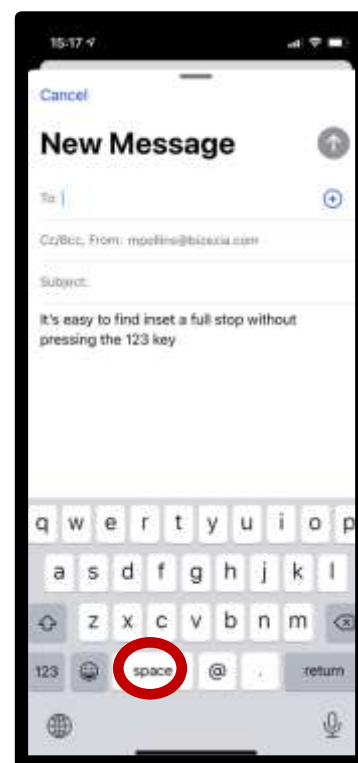 15:17
Cancel
New Message
To:
Cc/Bcc, From: mpollins@bizezia.com
Subject:
It's easy to find inset a full stop without
pressing the 123 key
q w e r t y u i o p
a s d f g h j k l
z x c v b n m
123 space @ . return